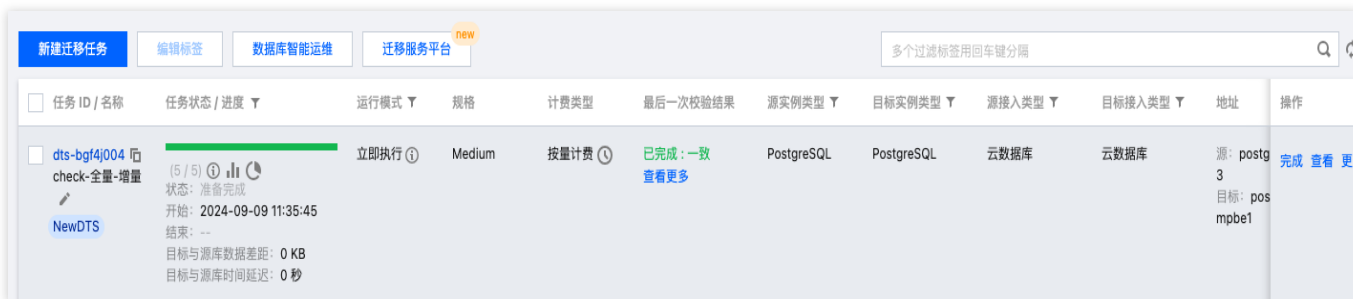 新建迁移任务 编辑标签 数据库智能运维 迁移服务平台 new 多个过滤标签用回车键分隔
任务 ID / 名称 任务状态 / 进度 运行模式 规格 计费类型 最后一次校验结果 源实例类型 目标实例类型 源接入类型 目标接入类型 地址 操作
dts-bgf4j004
check-全量-增量
NewDTS
(5 / 5)
状态：准备完成
开始：2024-09-09 11:35:45
结束：--
目标与源库数据差距：0 KB
目标与源库时间延迟：0 秒
立即执行
Medium
按量计费
已完成 : 一致
查看更多
PostgreSQL
PostgreSQL
云数据库
云数据库
源：postg
3
目标：pos
mpbe1
完成 查看 更